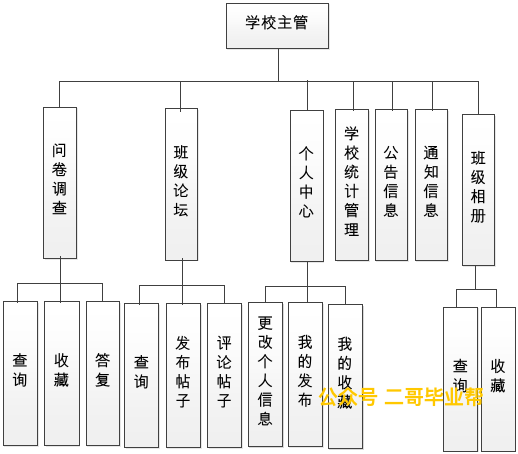 学校主管
问卷调查
班级论坛
个人中心
学校统计管理
公告信息
通知信息
班级相册
查询
收藏
答复
查询
发布帖子
评论帖子
更改个人信息
我的发布
我的收藏
查询
收藏
公众号 二哥毕业帮